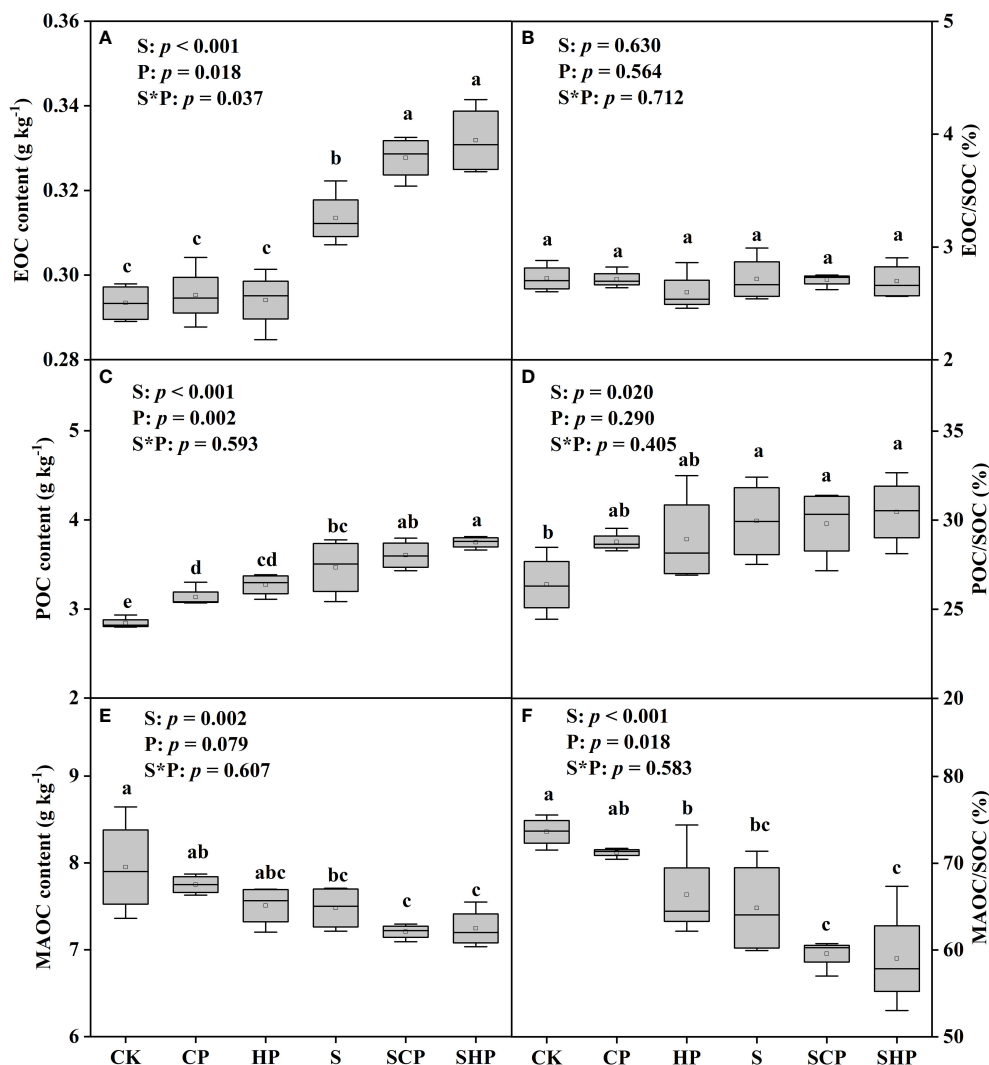 A
S: p < 0.001
P: p = 0.018
S*P: p = 0.037
EOC content (g kg-1)
0.36
0.34
0.32
0.30
0.28
c
c
c
b
a
a
B
S: p = 0.630
P: p = 0.564
S*P: p = 0.712
EOC/SOC (%)
5
4
3
2
a
a
a
a
a
a
C
S: p < 0.001
P: p = 0.002
S*P: p = 0.593
POC content (g kg-1)
5
4
3
2
e
d
cd
bc
ab
a
D
S: p = 0.020
P: p = 0.290
S*P: p = 0.405
POC/SOC (%)
35
30
25
20
b
ab
ab
a
a
a
E
S: p = 0.002
P: p = 0.079
S*P: p = 0.607
MAOC content (g kg-1)
9
8
7
6
a
ab
abc
bc
c
c
F
S: p < 0.001
P: p = 0.018
S*P: p = 0.583
MAOC/SOC (%)
80
70
60
50
a
ab
b
bc
c
c
CK CP HP S SCP SHP
CK CP HP S SCP SHP